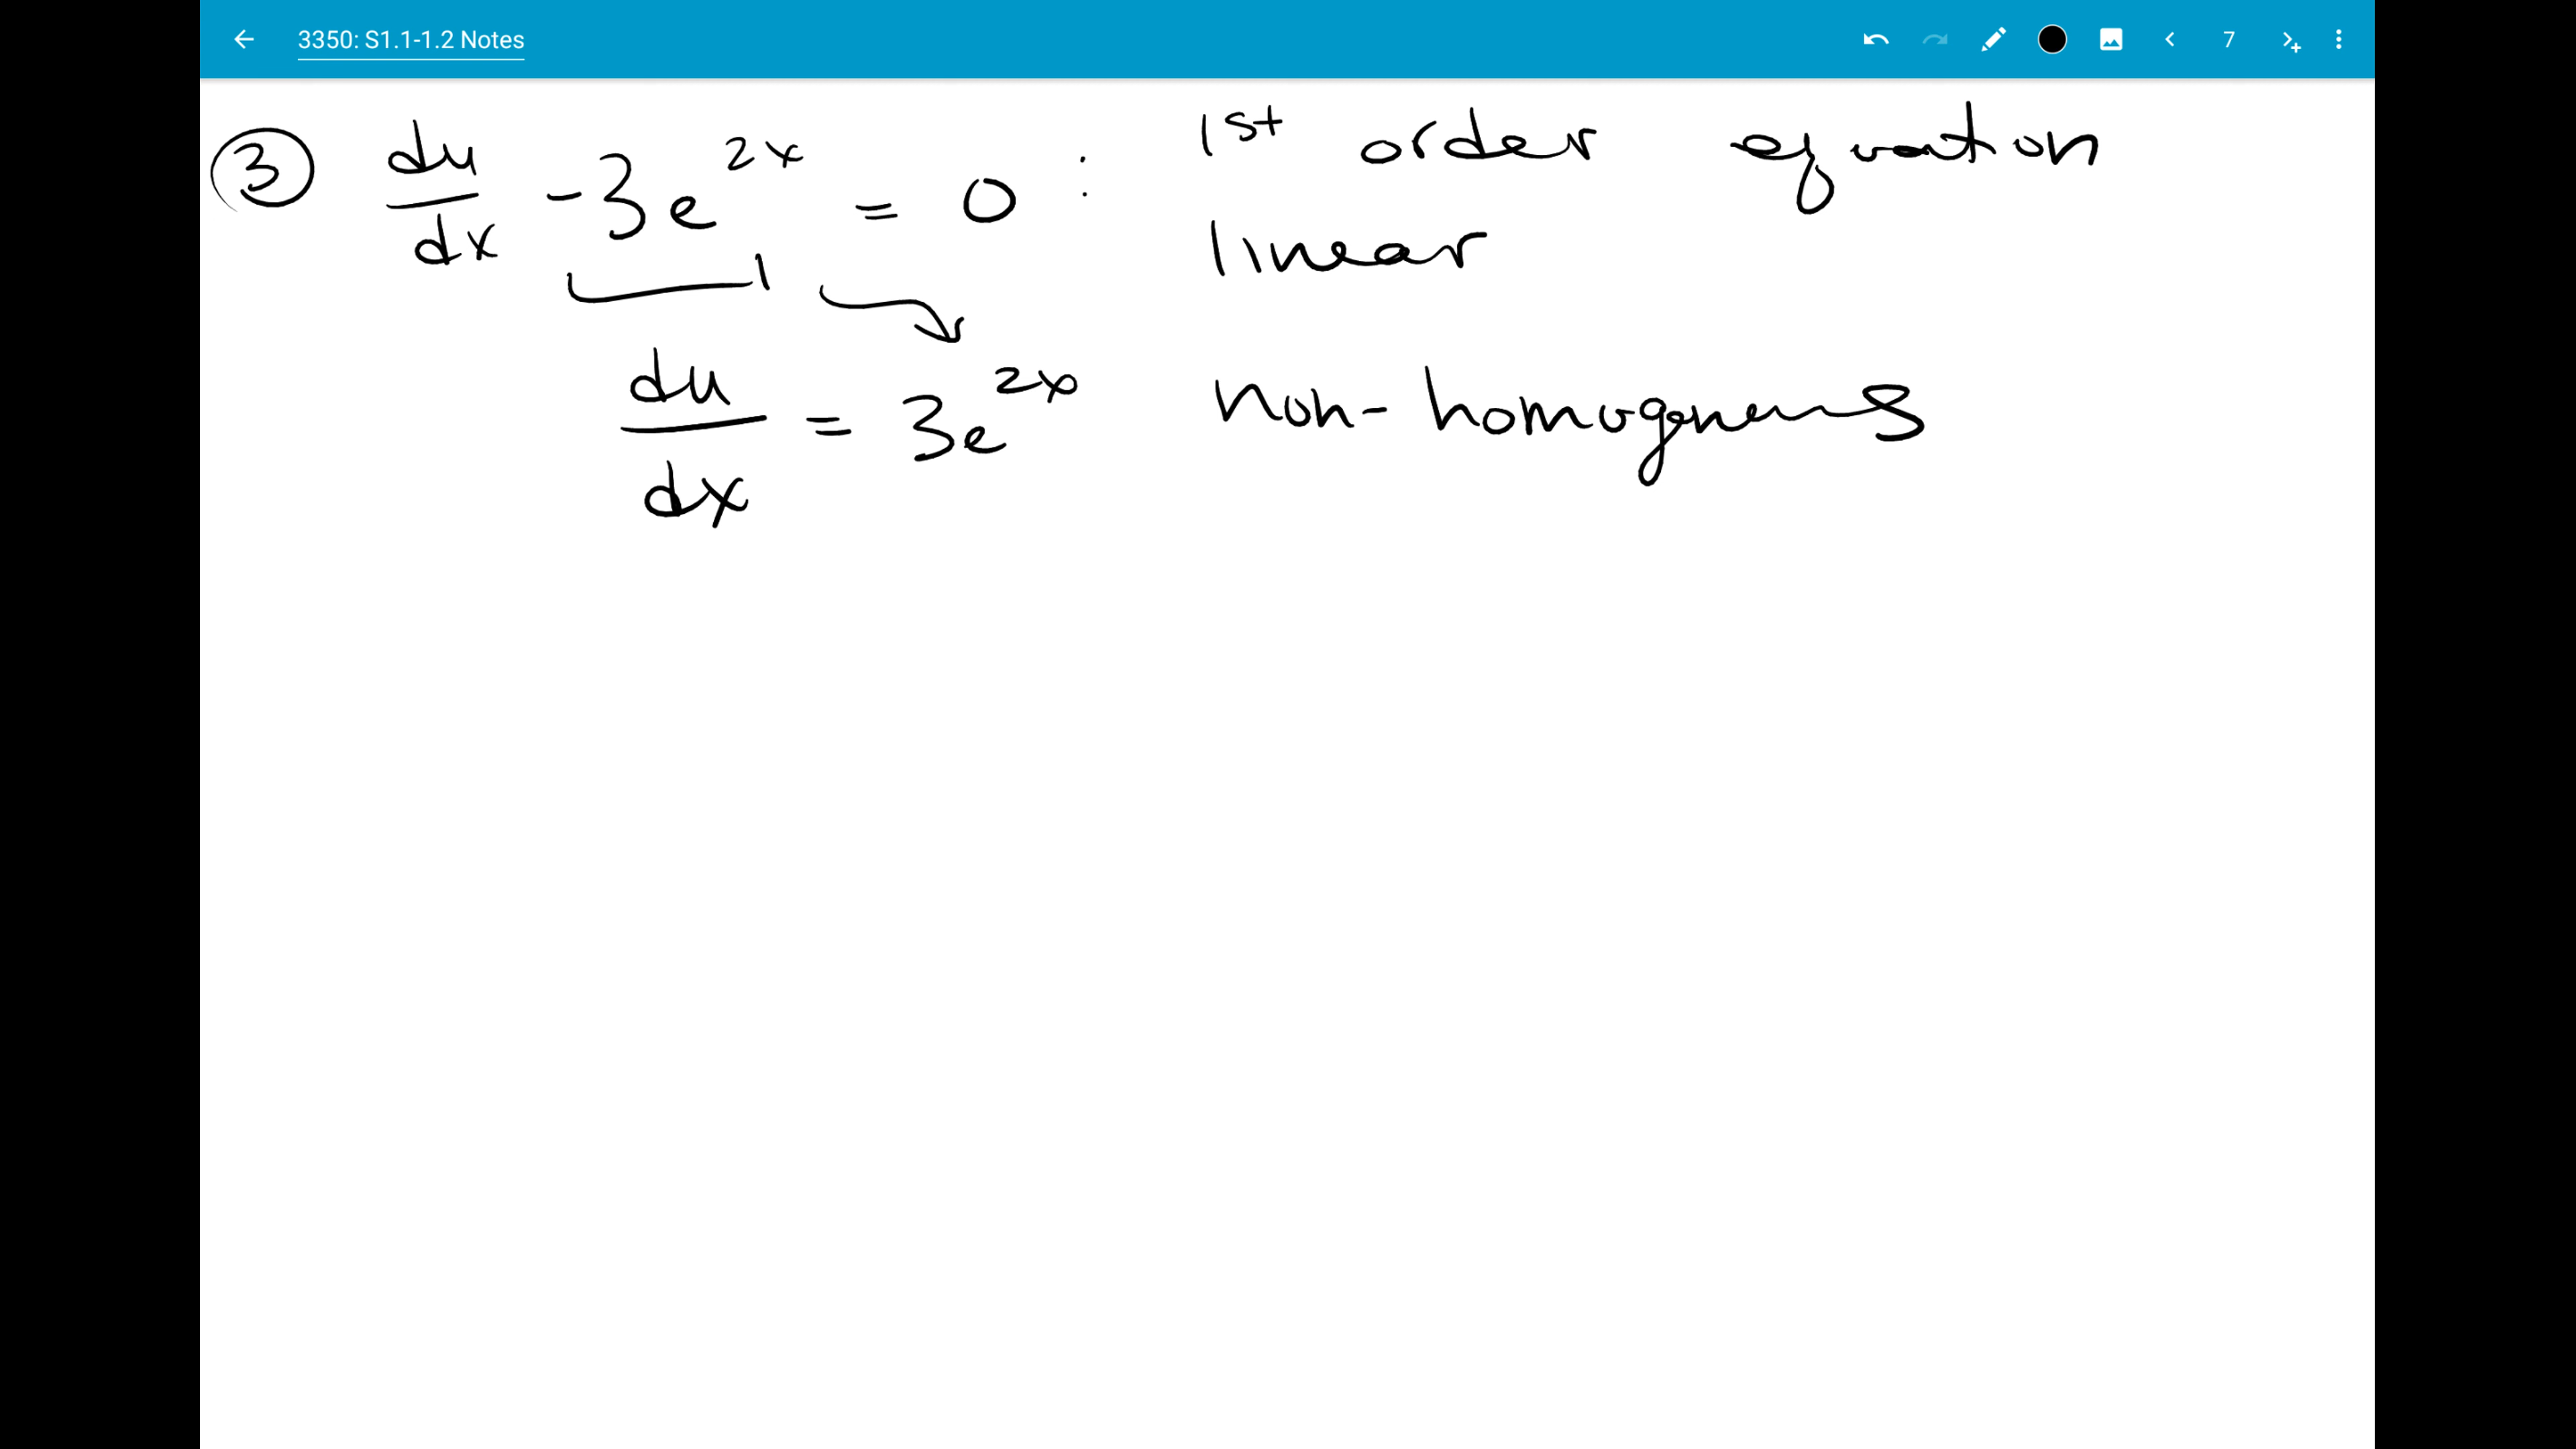 3350: S1.1-1.2 Notes
7
③ du/dx - 3e^{2x} = 0 : 1st order equation
linear
du/dx = 3e^{2x} non-homogeneous